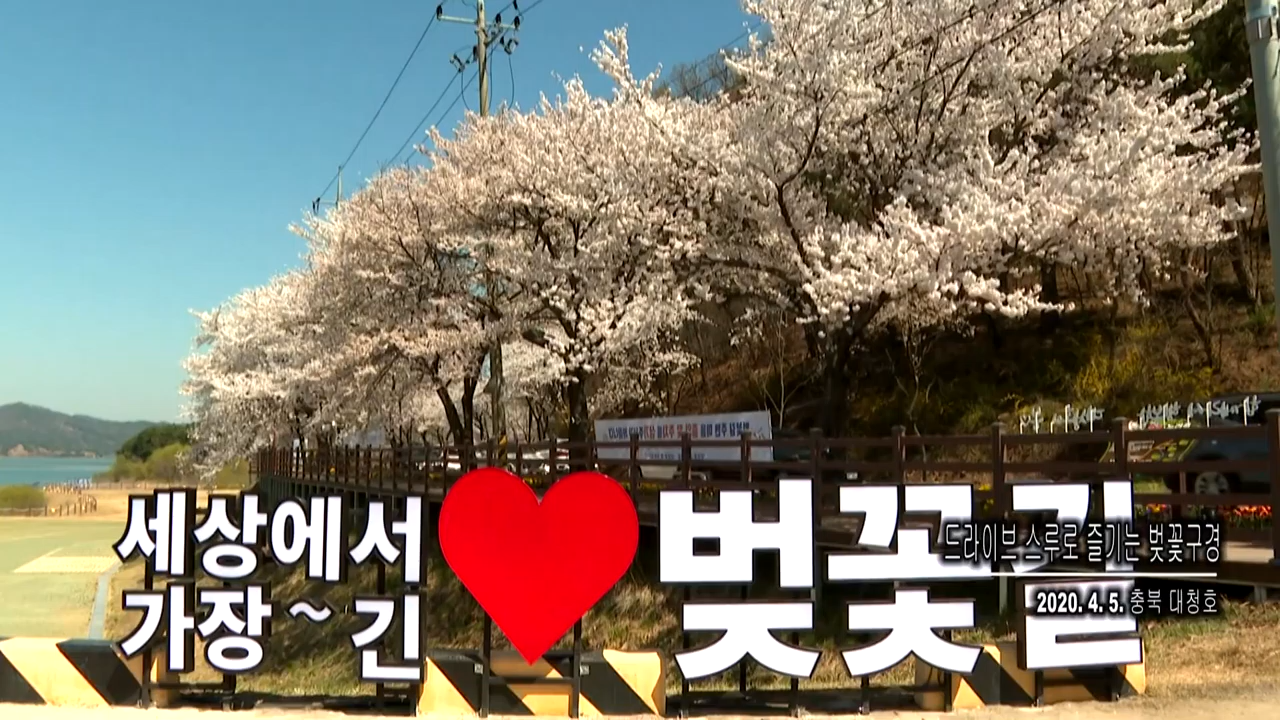 세상에서
가장~긴
벚꽃길
드라이브 스루로 즐기는 벚꽃구경
2020. 4. 5. 충북 대청호